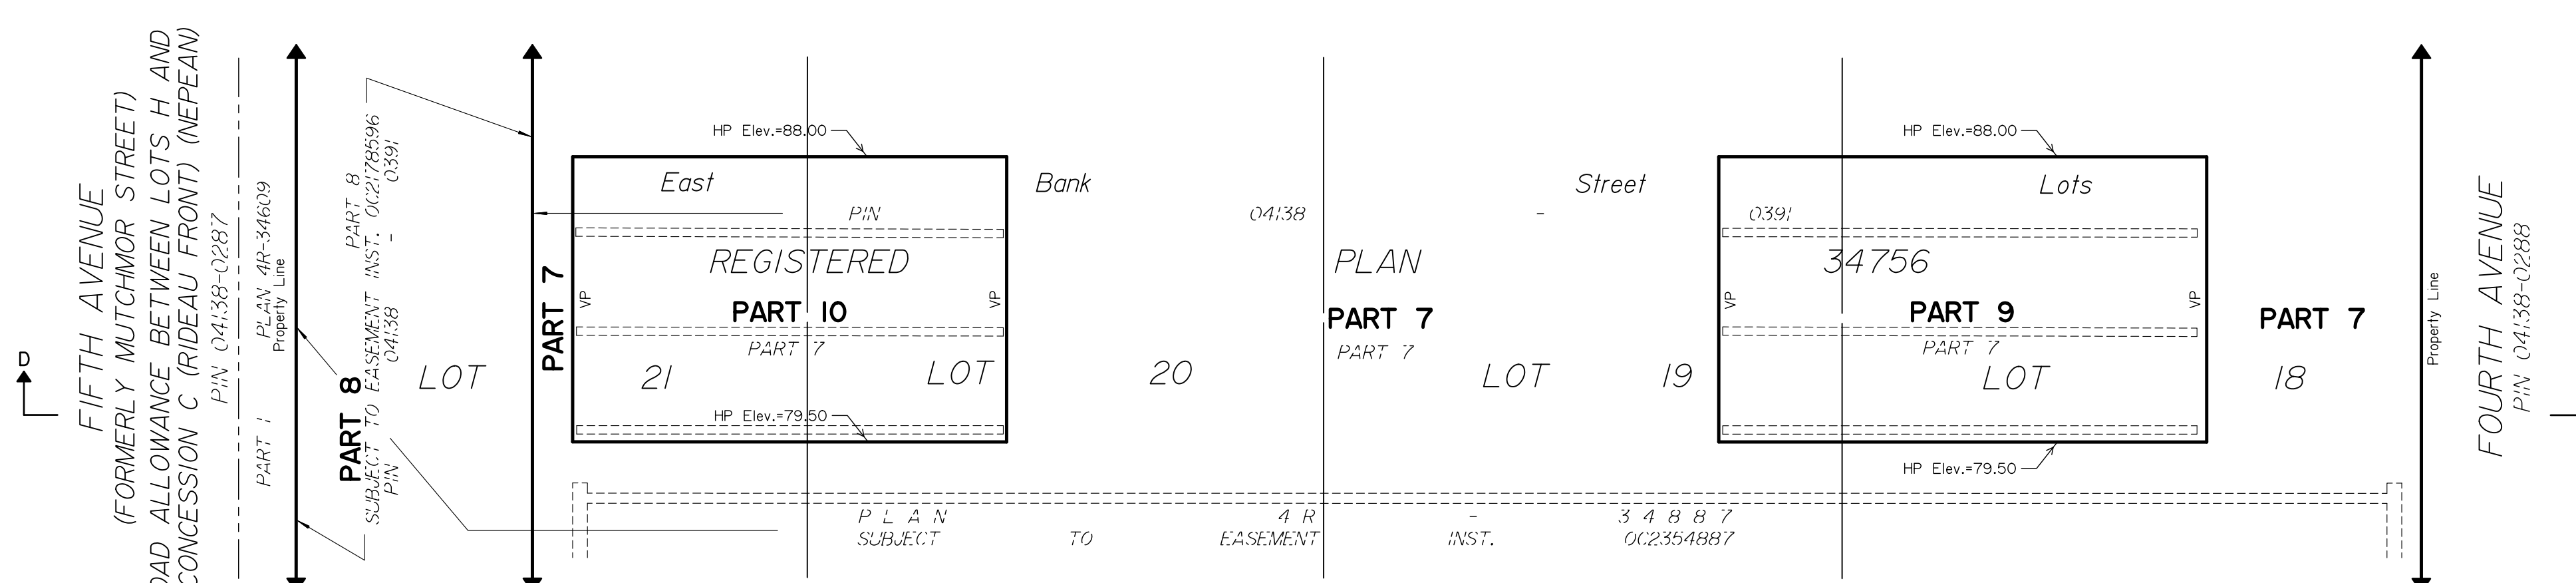 D
FIFTH AVENUE
(FORMERLY MUTCHMOR STREET)
OAD ALLOWANCE BETWEEN LOTS H AND
CONCESSION C (RIDEAU FRONT) (NEPEAN)
PIN 04138-0287
PART 1 PLAN 4R-34609
Property Line
PART 8
PART 8
SUBJECT TO EASEMENT INST. OC2178596
PIN 04138 - 0391
PART 7
HP Elev.=88.00
HP Elev.=88.00
East Bank Street Lots
PIN 04138 - 0391
REGISTERED PLAN 34756
VP
PART 10
VP
PART 7
VP
PART 9
VP
PART 7
PART 7
PART 7
PART 7
LOT 21 LOT 20 LOT 19 LOT 18
HP Elev.=79.50
HP Elev.=79.50
PLAN 4R - 34887
SUBJECT TO EASEMENT INST. OC2354887
Property Line
FOURTH AVENUE
PIN 04138-0288